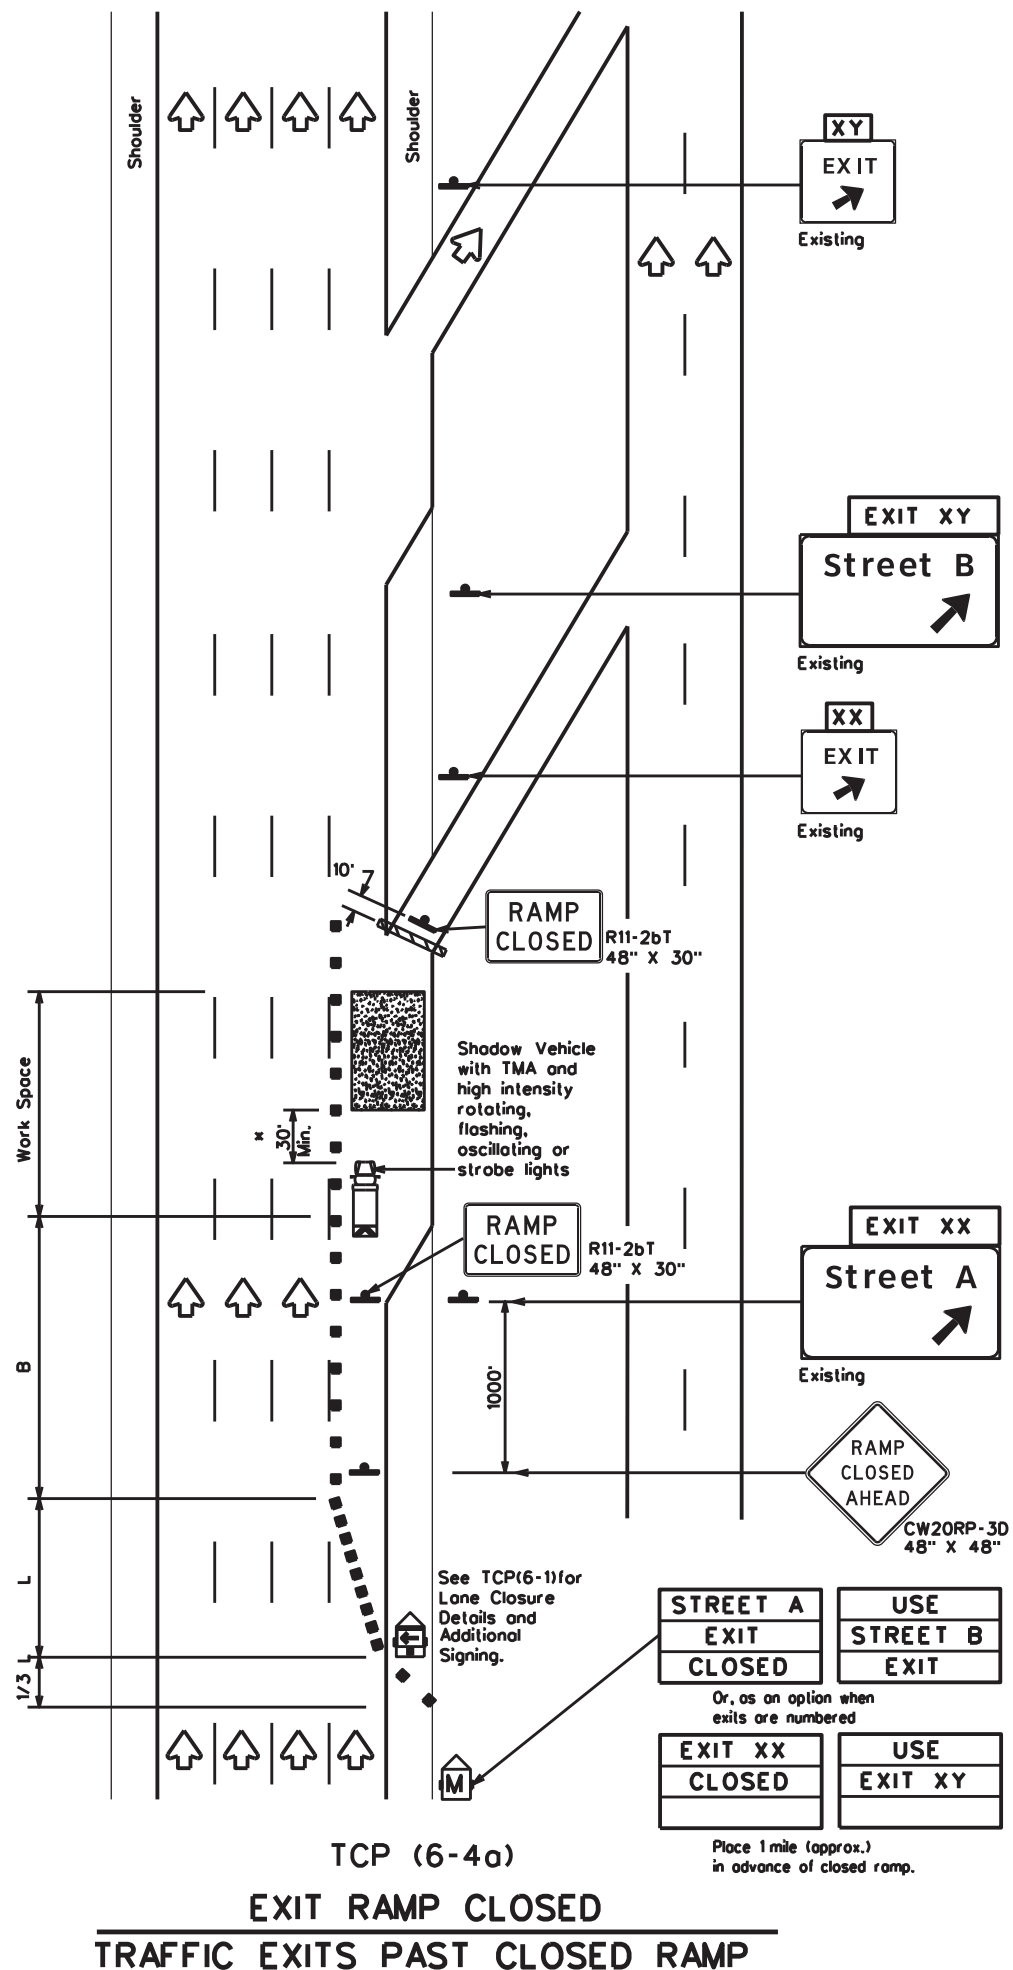 Shoulder
Shoulder
XY
EXIT
Existing
EXIT XY
Street B
Existing
XX
EXIT
Existing
10'
RAMP
CLOSED
R11-2bT
48" X 30"
Work Space
Shadow Vehicle
with TMA and
high intensity
rotating,
flashing,
oscillating or
strobe lights
x
30'
Min.
RAMP
CLOSED
R11-2bT
48" X 30"
EXIT XX
Street A
Existing
B
1000'
RAMP
CLOSED
AHEAD
CW20RP-3D
48" X 48"
L
See TCP(6-1)for
Lane Closure
Details and
Additional
Signing.
1/3 L
STREET A
EXIT
CLOSED
USE
STREET B
EXIT
Or, as an option when
exits are numbered
EXIT XX
CLOSED
USE
EXIT XY
M
Place 1 mile (approx.)
in advance of closed ramp.
TCP (6-4a)
EXIT RAMP CLOSED
TRAFFIC EXITS PAST CLOSED RAMP